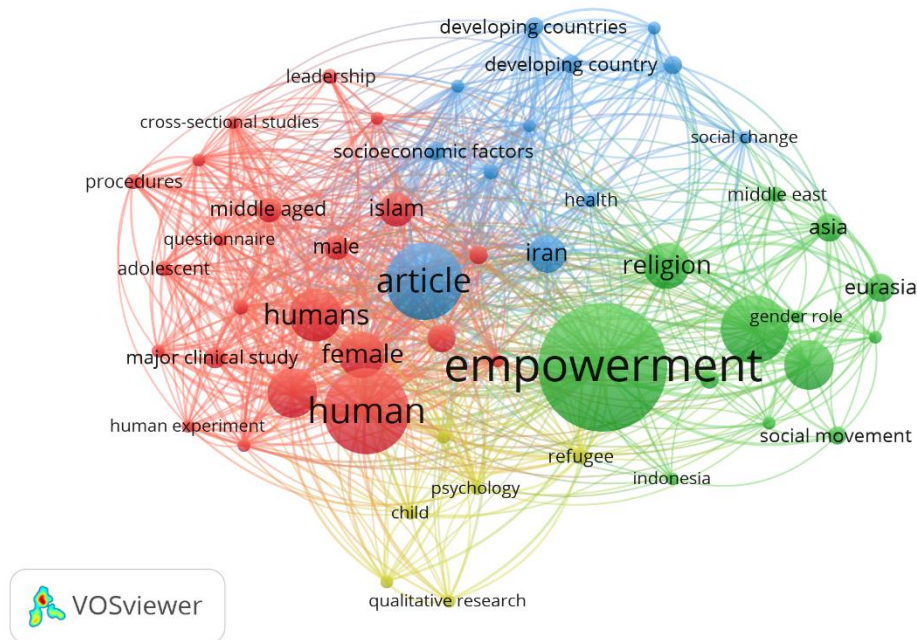 developing countries
developing country
leadership
cross-sectional studies
social change
socioeconomic factors
procedures
middle east
health
middle aged
islam
asia
questionnaire
male
iran
religion
adolescent
article
eurasia
humans
gender role
female
major clinical study
empowerment
human
human experiment
social movement
refugee
indonesia
psychology
child
qualitative research
VOSviewer